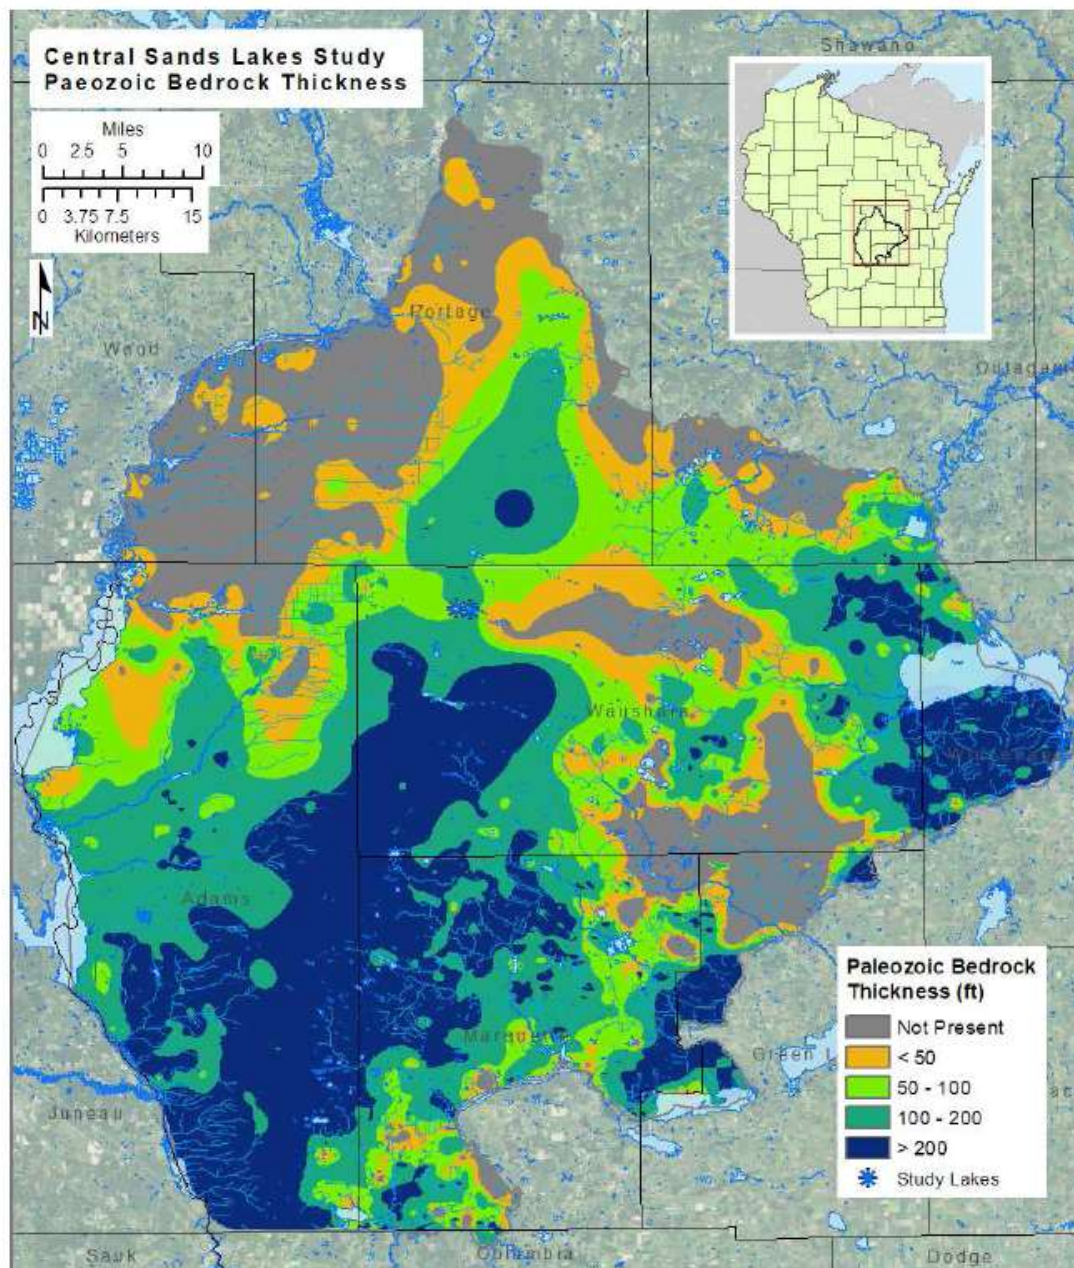 Central Sands Lakes Study
Paeozoic Bedrock Thickness
Miles
0 2.5 5 10
0 3.75 7.5 15
Kilometers
N
Shawano
Portage
Wood
Waushara
Adams
Marquette
Juneau
Sauk
Columbia
Dodge
Paleozoic Bedrock
Thickness (ft)
Not Present
< 50
50 - 100
100 - 200
> 200
Study Lakes